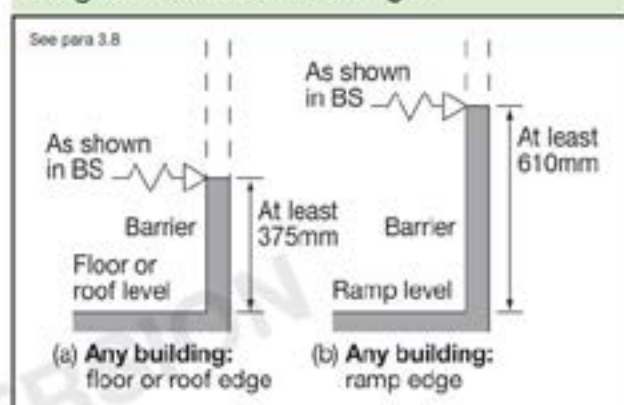 See para 3.8
As shown
in BS
At least
375mm
Barrier
Floor or
roof level
(a) Any building:
floor or roof edge
As shown
in BS
At least
610mm
Barrier
Ramp level
(b) Any building:
ramp edge